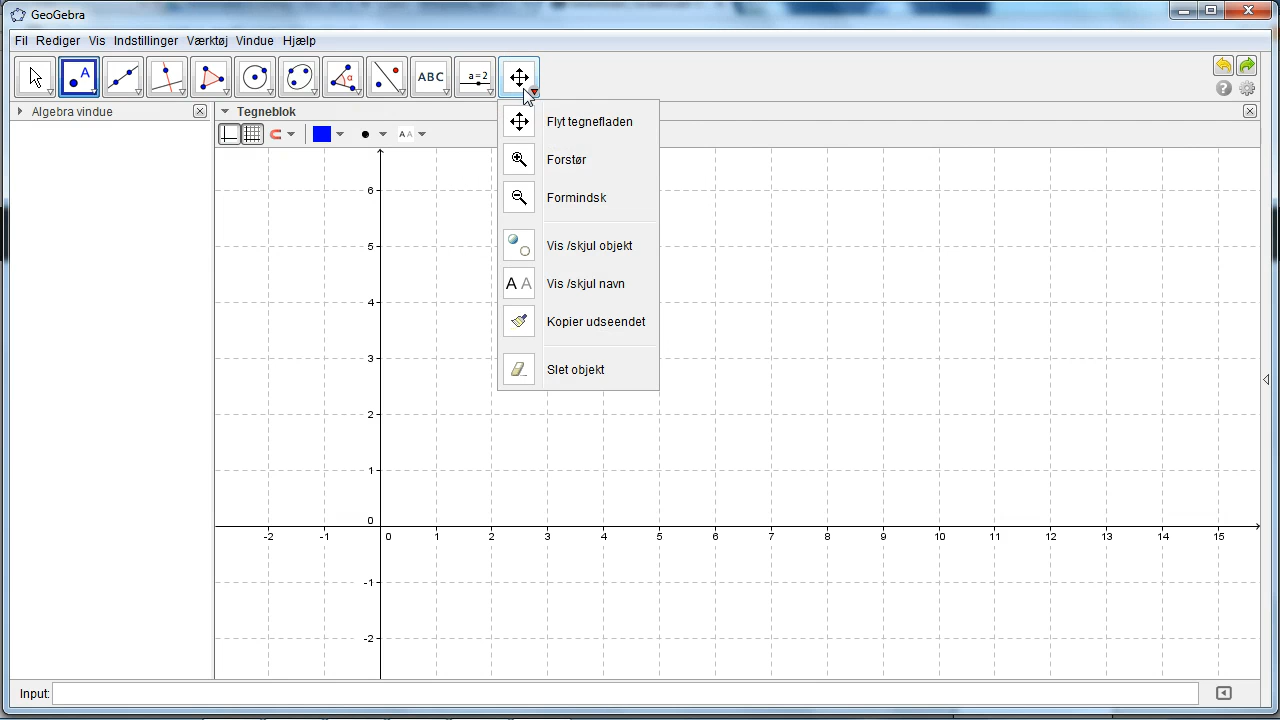 GeoGebra
Fil Rediger Vis Indstillinger Værktøj Vindue Hjælp
A
α
ABC
a=2
Algebra vindue
Tegneblok
A A
Flyt tegnefladen
Forstør
Formindsk
Vis /skjul objekt
A A Vis /skjul navn
Kopier udseendet
Slet objekt
6
5
4
3
2
1
0
-2 -1 0 1 2 3 4 5 6 7 8 9 10 11 12 13 14 15
-1
-2
Input: